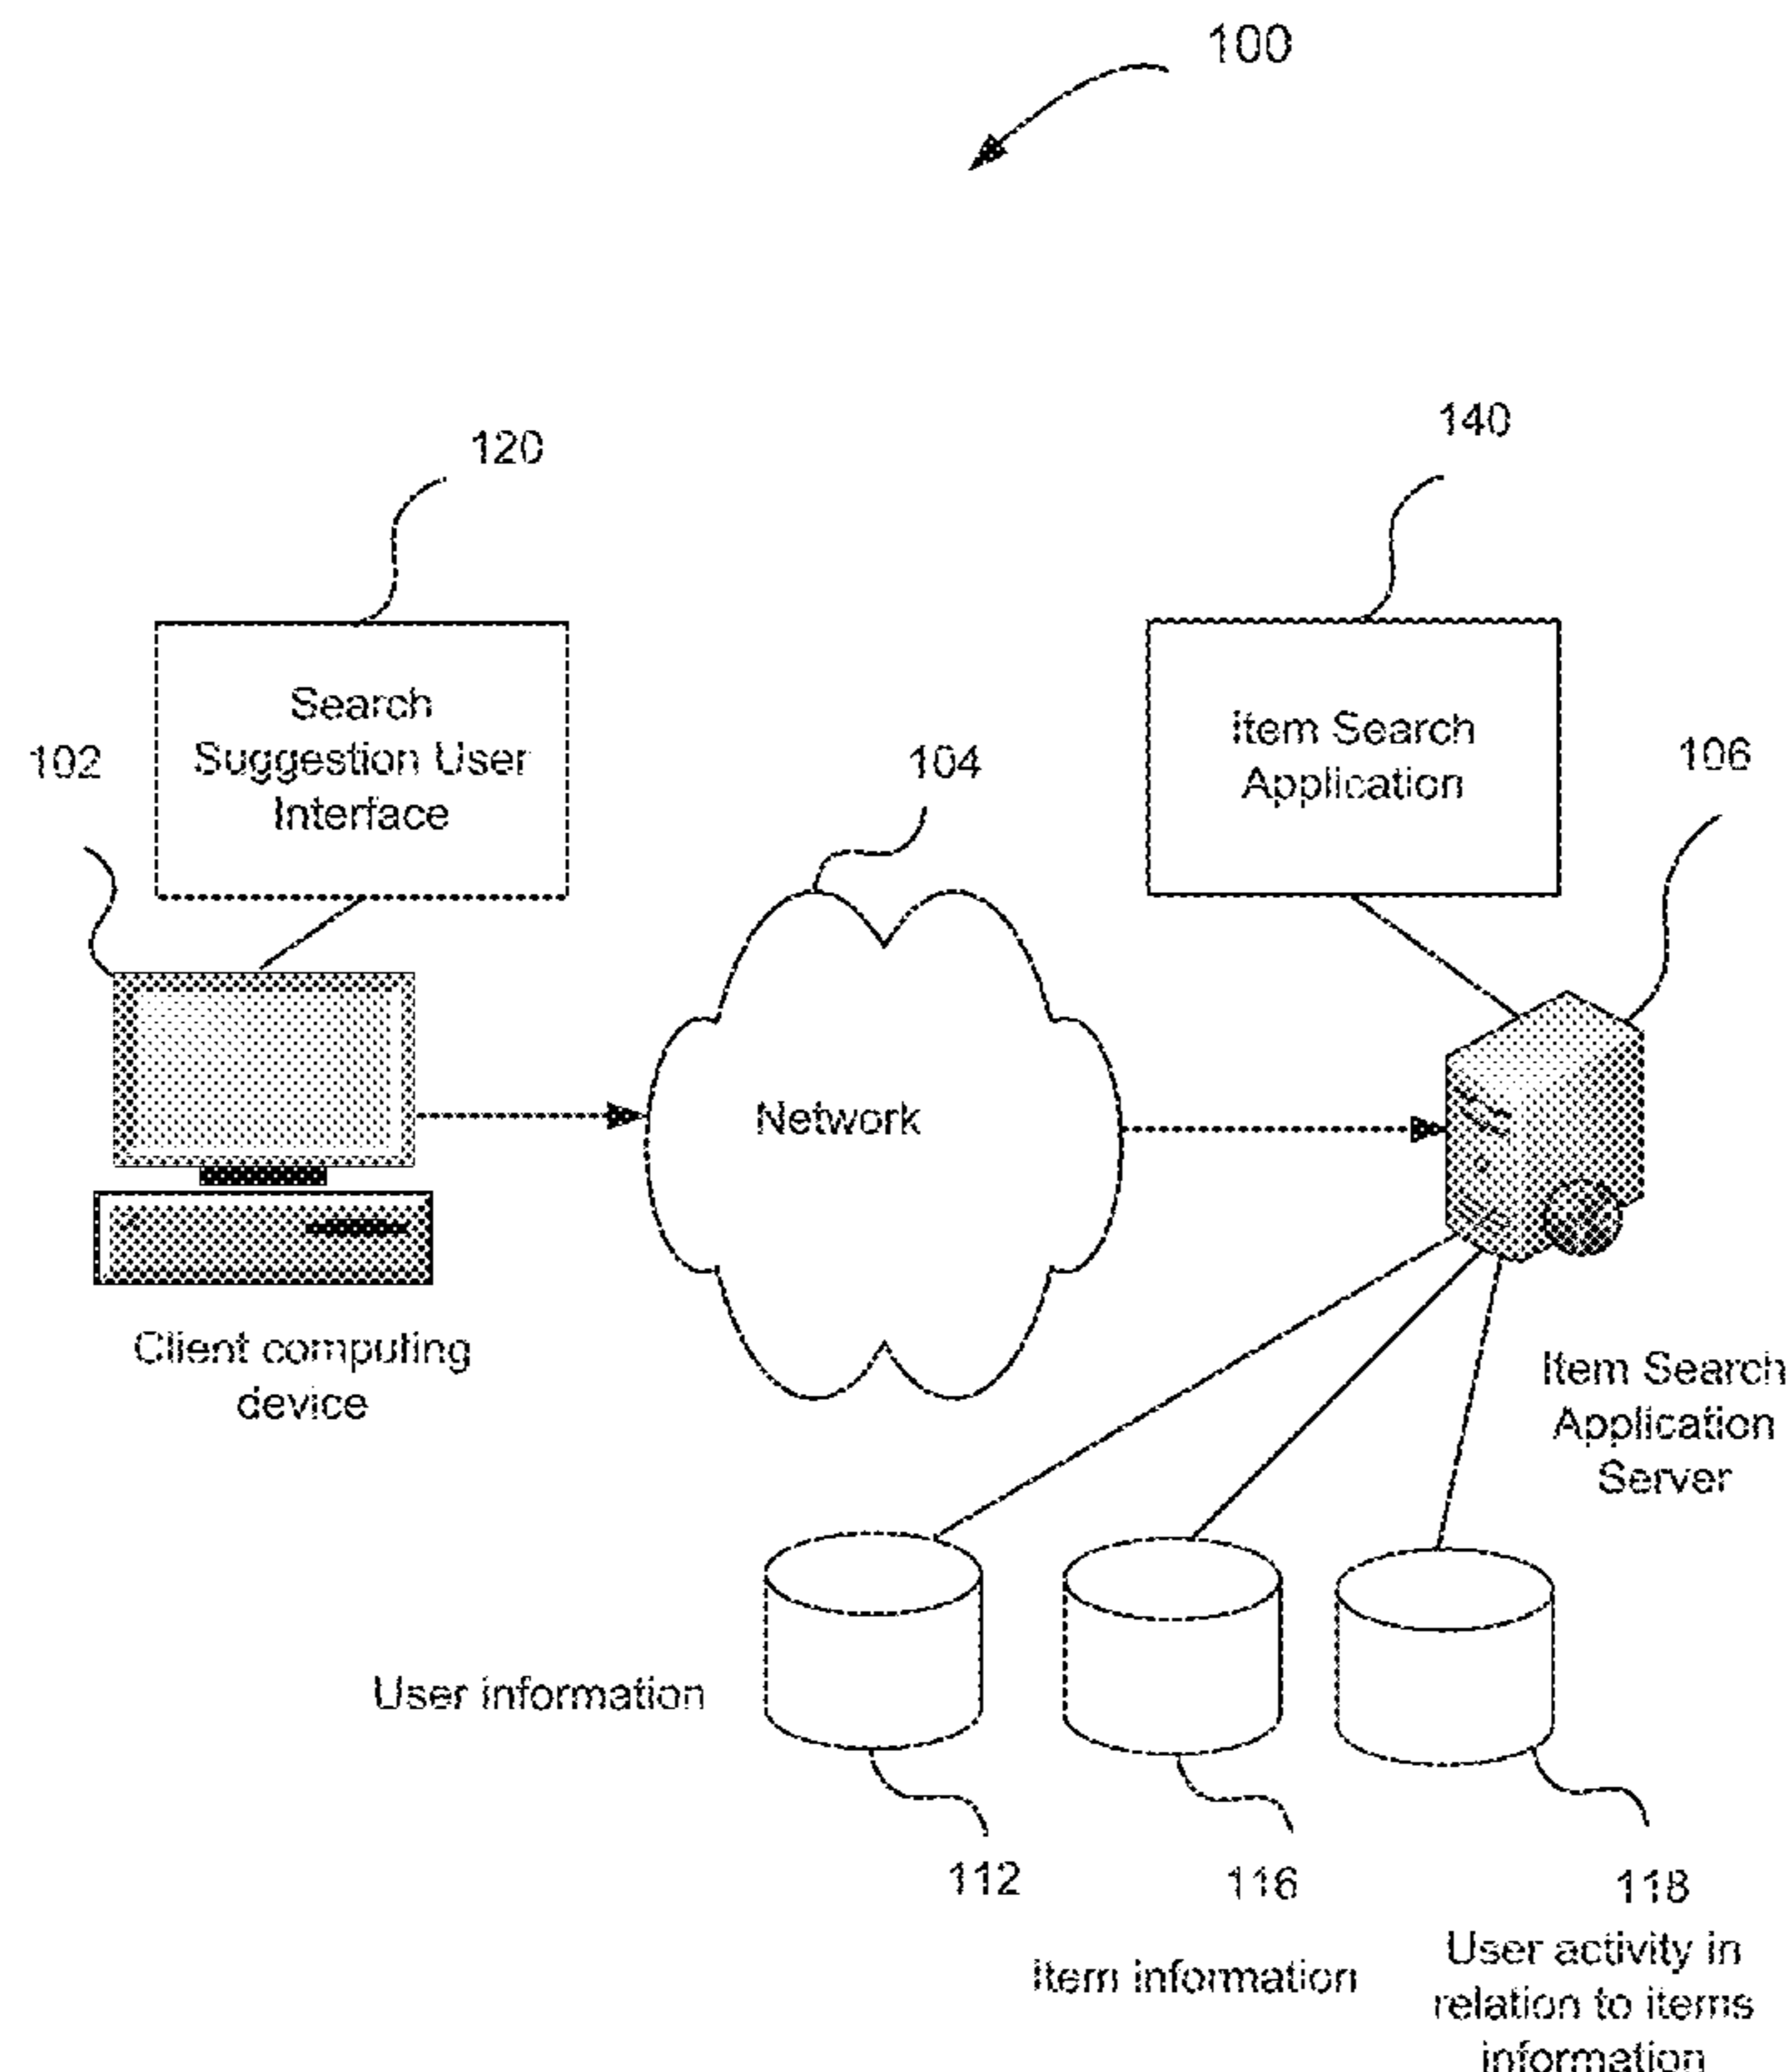 100
120
140
Search
Suggestion User
Interface
Item Search
Application
102
104
106
Network
Client computing
device
Item Search
Application
Server
User information
112
116
118
Item information
User activity in
relation to items
information